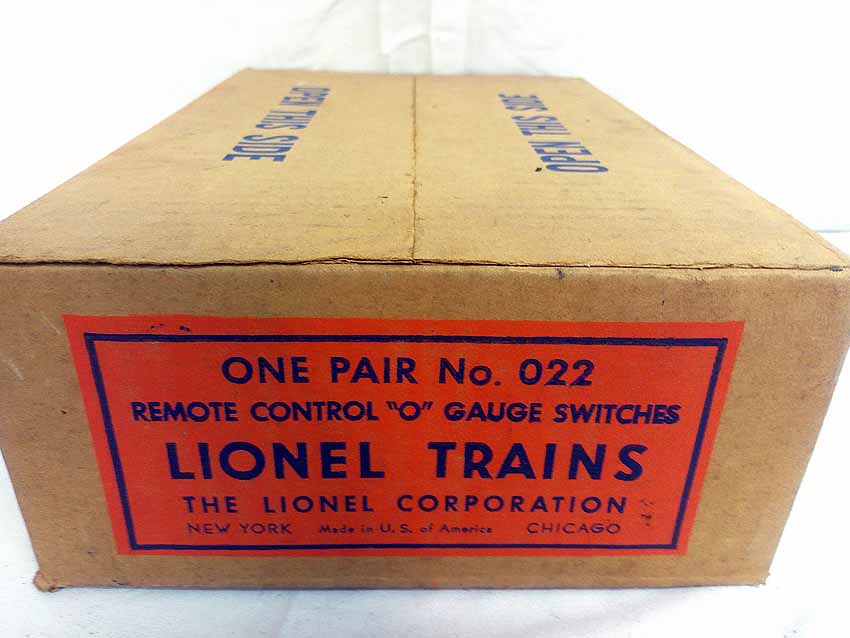 OPEN THIS SIDE
OPEN THIS SIDE
ONE PAIR No. 022
REMOTE CONTROL "O" GAUGE SWITCHES
LIONEL TRAINS
THE LIONEL CORPORATION
NEW YORK Made in U. S. of America CHICAGO